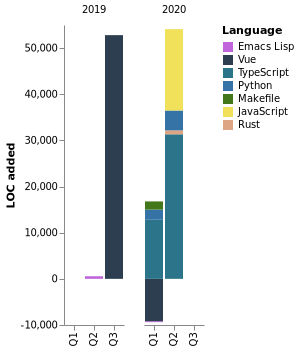 2019 2020
Language
Emacs Lisp
Vue
TypeScript
Python
Makefile
JavaScript
Rust
LOC added
50,000
40,000
30,000
20,000
10,000
0
-10,000
Q1 Q2 Q3 Q1 Q2 Q3